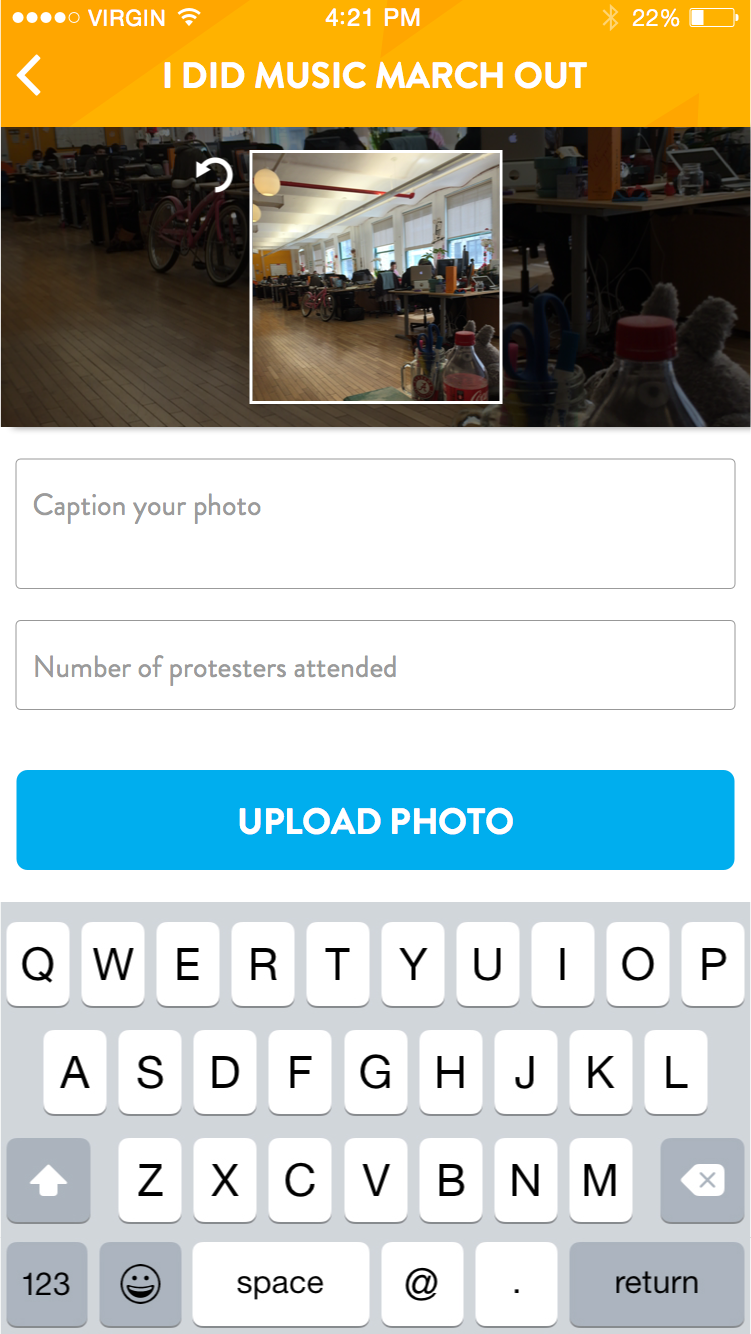 VIRGIN 4:21 PM 22%
I DID MUSIC MARCH OUT
Caption your photo
Number of protesters attended
UPLOAD PHOTO
Q W E R T Y U I O P
A S D F G H J K L
Z X C V B N M
123 space @ . return